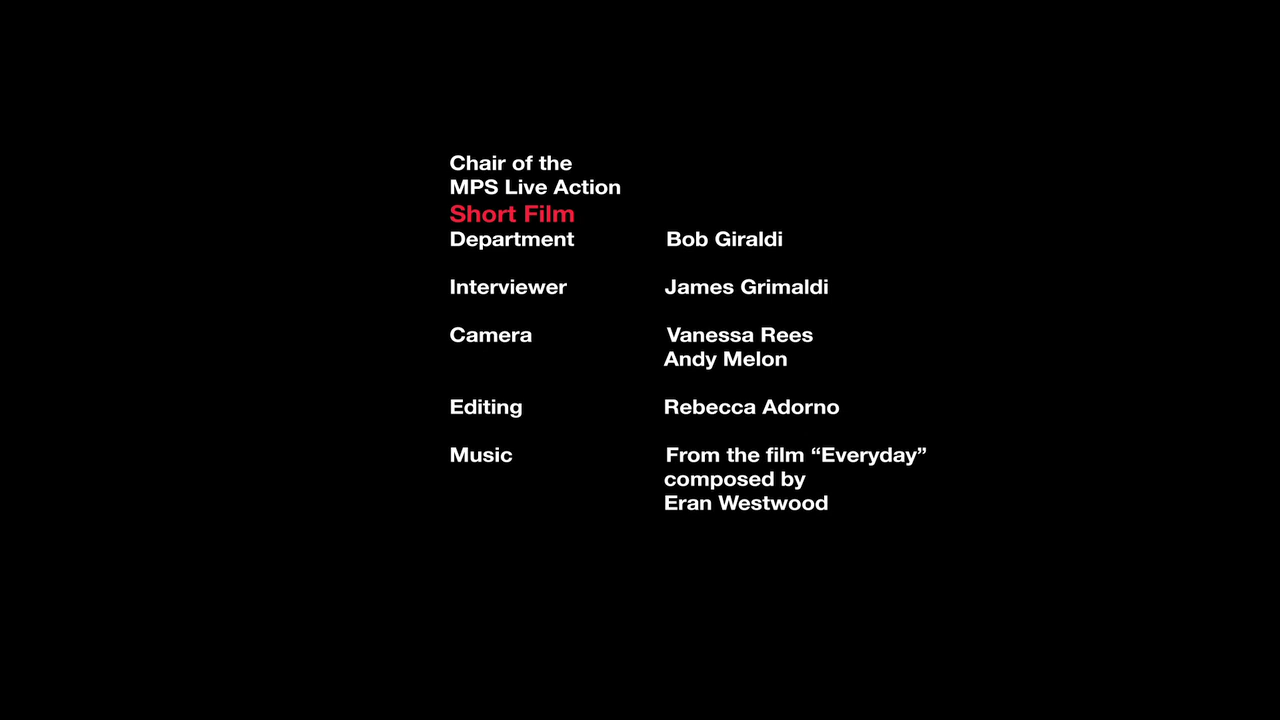 Chair of the
MPS Live Action
Short Film
Department Bob Giraldi
Interviewer James Grimaldi
Camera Vanessa Rees
Andy Melon
Editing Rebecca Adorno
Music From the film “Everyday”
composed by
Eran Westwood